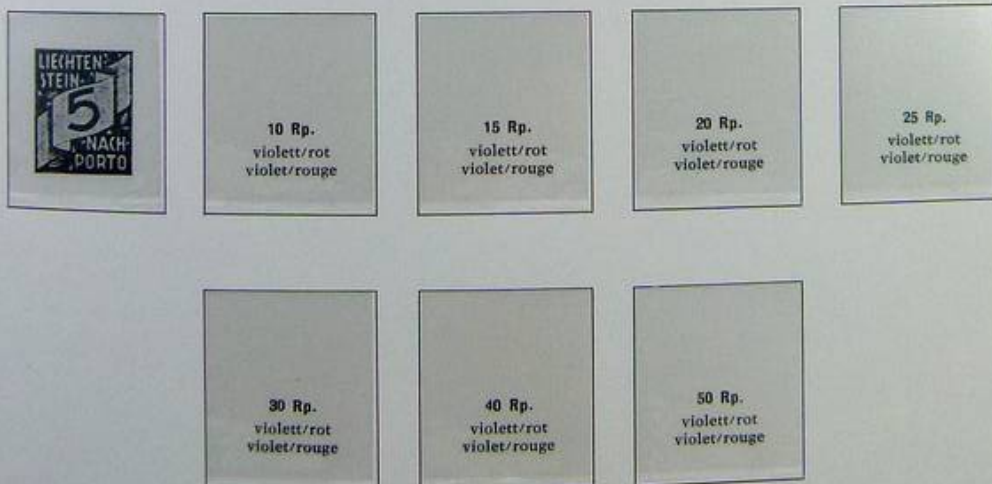 LIECHTEN-
STEIN
5
NACH-
PORTO
10 Rp.
violett/rot
violet/rouge
15 Rp.
violett/rot
violet/rouge
20 Rp.
violett/rot
violet/rouge
25 Rp.
violett/rot
violet/rouge
30 Rp.
violett/rot
violet/rouge
40 Rp.
violett/rot
violet/rouge
50 Rp.
violett/rot
violet/rouge